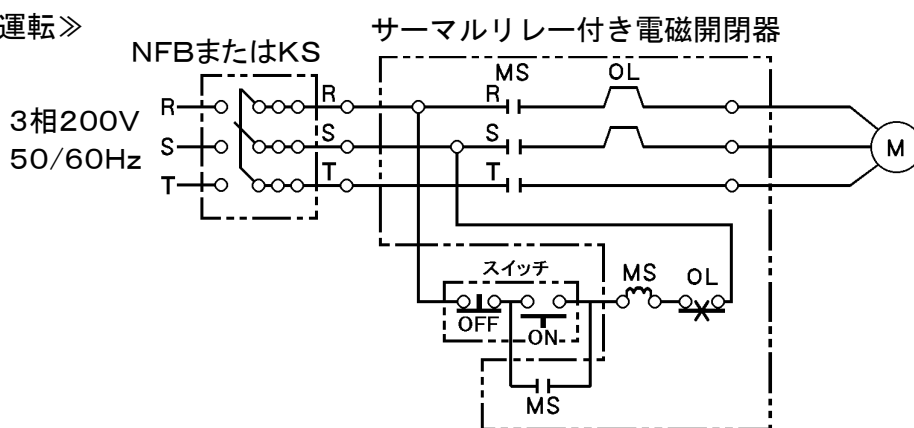 運転≫
サーマルリレー付き電磁開閉器
NFBまたはKS
MS
OL
R
R
R
3相200V
50/60Hz
S
S
S
M
T
T
T
スイッチ
MS
OL
OFF
ON
MS